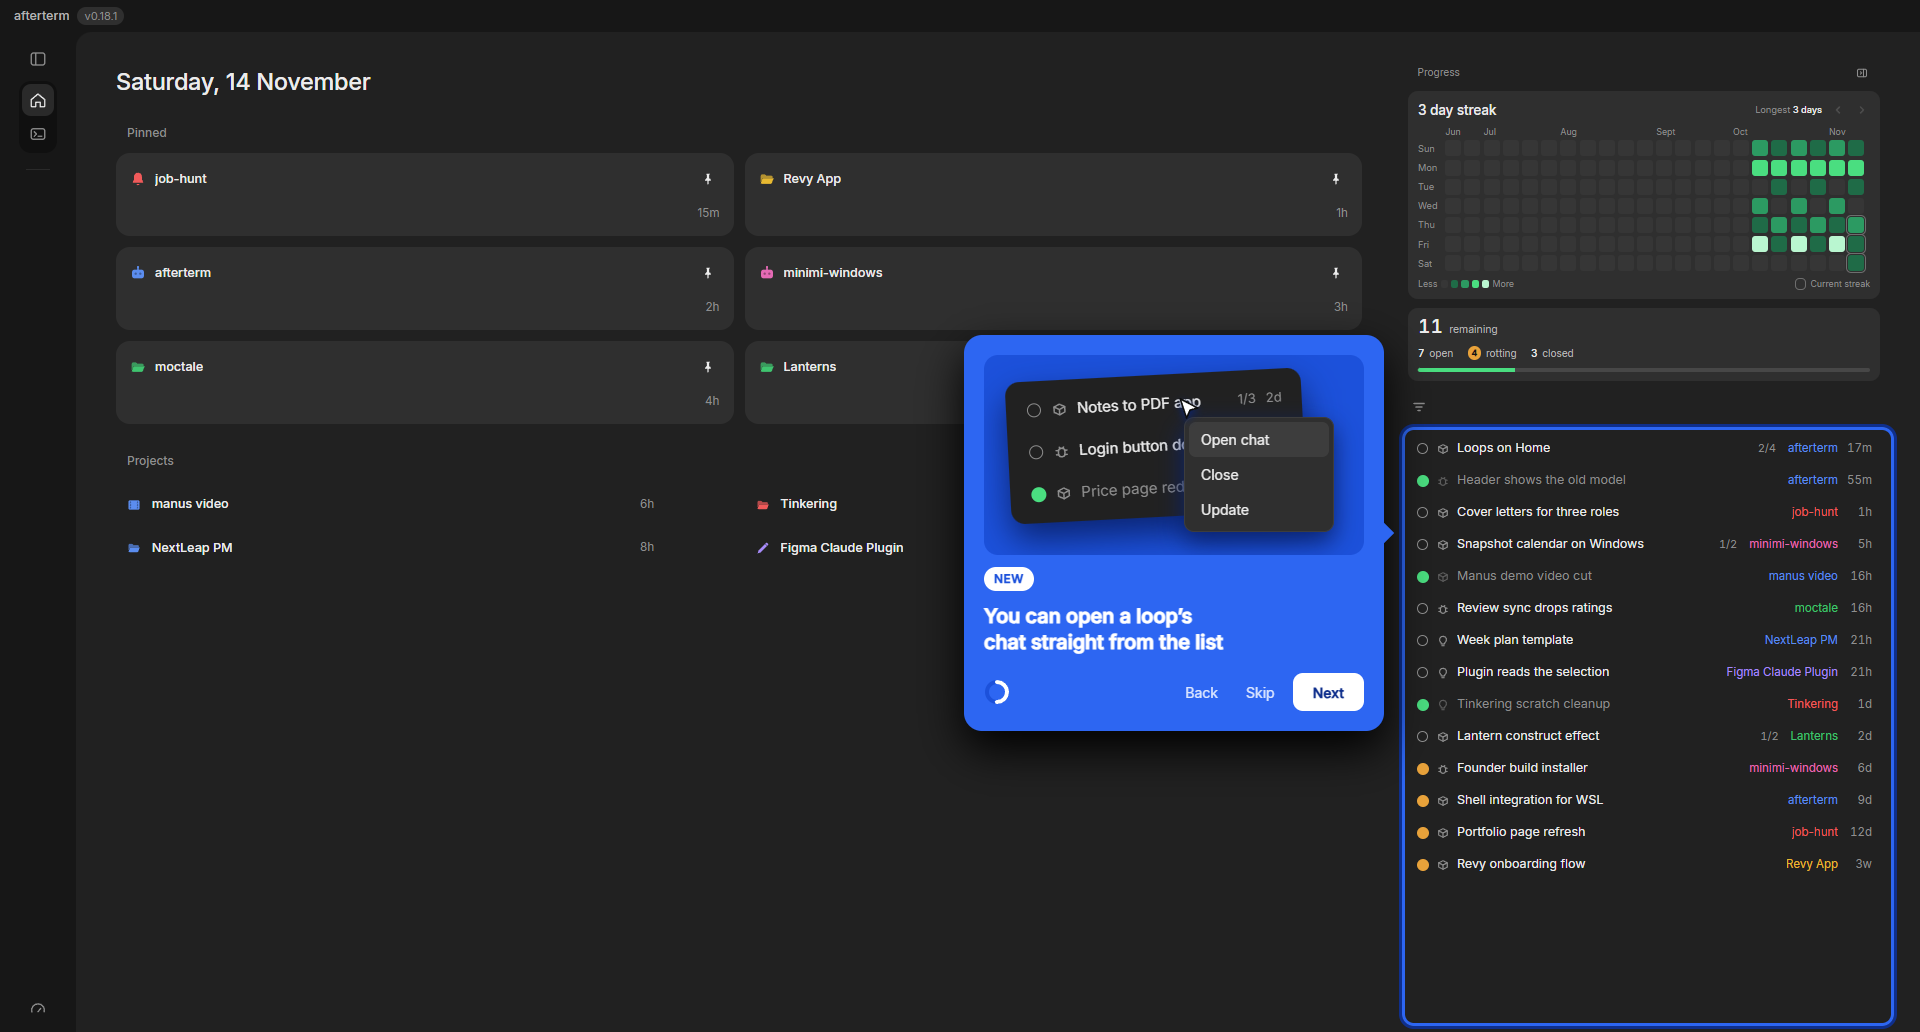 afterterm v0.18.1
Saturday, 14 November
Pinned
job-hunt
15m
Revy App
1h
afterterm
2h
minimi-windows
3h
moctale
4h
Lanterns
Projects
manus video 6h
Tinkering
NextLeap PM 8h
Figma Claude Plugin
Notes to PDF app 1/3 2d
Login button de
Price page red
Open chat
Close
Update
NEW
You can open a loop’s
chat straight from the list
Back Skip Next
Progress
3 day streak Longest 3 days
Jun Jul Aug Sept Oct Nov
Sun
Mon
Tue
Wed
Thu
Fri
Sat
Less More Current streak
11 remaining
7 open 4 rotting 3 closed
Loops on Home 2/4 afterterm 17m
Header shows the old model afterterm 55m
Cover letters for three roles job-hunt 1h
Snapshot calendar on Windows 1/2 minimi-windows 5h
Manus demo video cut manus video 16h
Review sync drops ratings moctale 16h
Week plan template NextLeap PM 21h
Plugin reads the selection Figma Claude Plugin 21h
Tinkering scratch cleanup Tinkering 1d
Lantern construct effect 1/2 Lanterns 2d
Founder build installer minimi-windows 6d
Shell integration for WSL afterterm 9d
Portfolio page refresh job-hunt 12d
Revy onboarding flow Revy App 3w